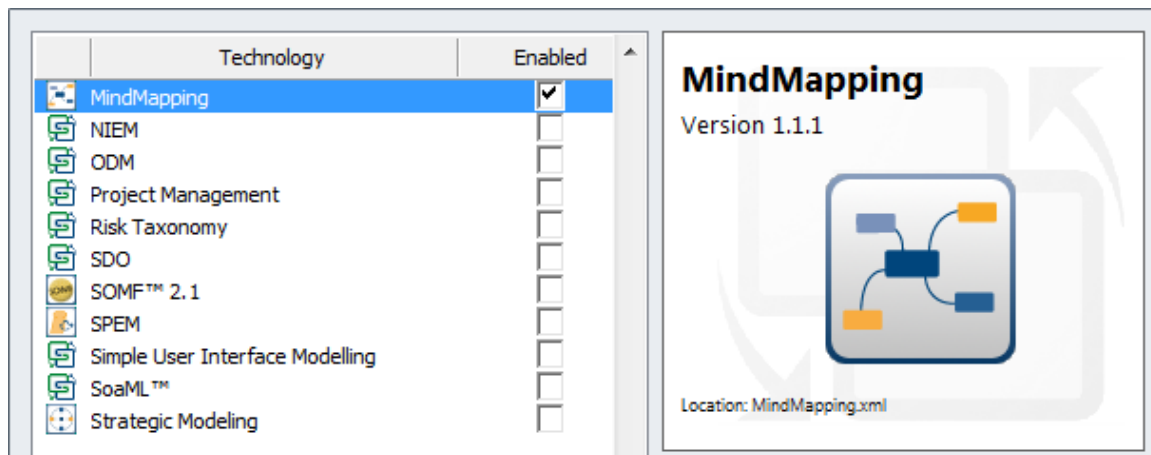 Technology Enabled
MindMapping
NIEM
ODM
Project Management
Risk Taxonomy
SDO
SOMF™ 2.1
SPEM
Simple User Interface Modelling
SoaML™
Strategic Modeling
MindMapping
Version 1.1.1
Location: MindMapping.xml